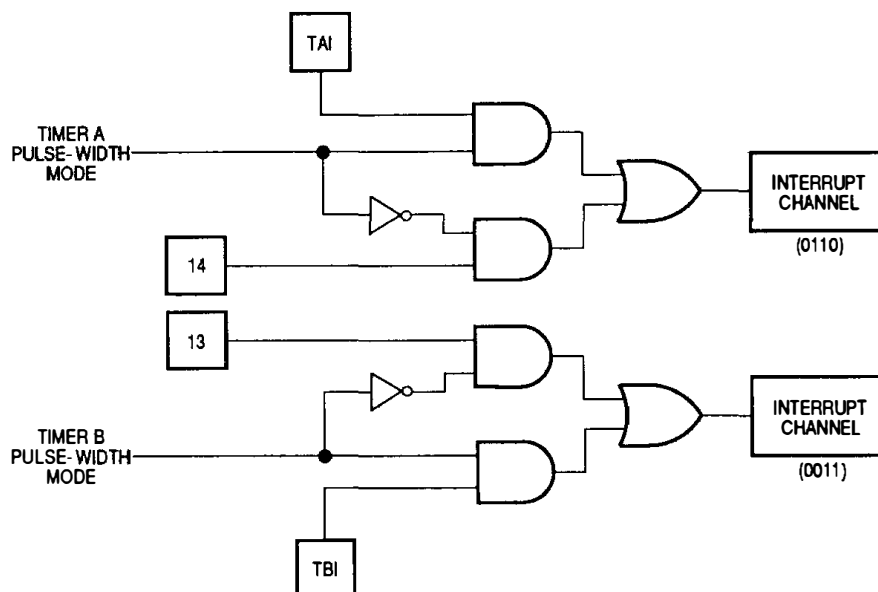 TAI
TIMER A
PULSE-WIDTH
MODE
INTERRUPT
CHANNEL
(0110)
14
13
TIMER B
PULSE-WIDTH
MODE
INTERRUPT
CHANNEL
(0011)
TBI